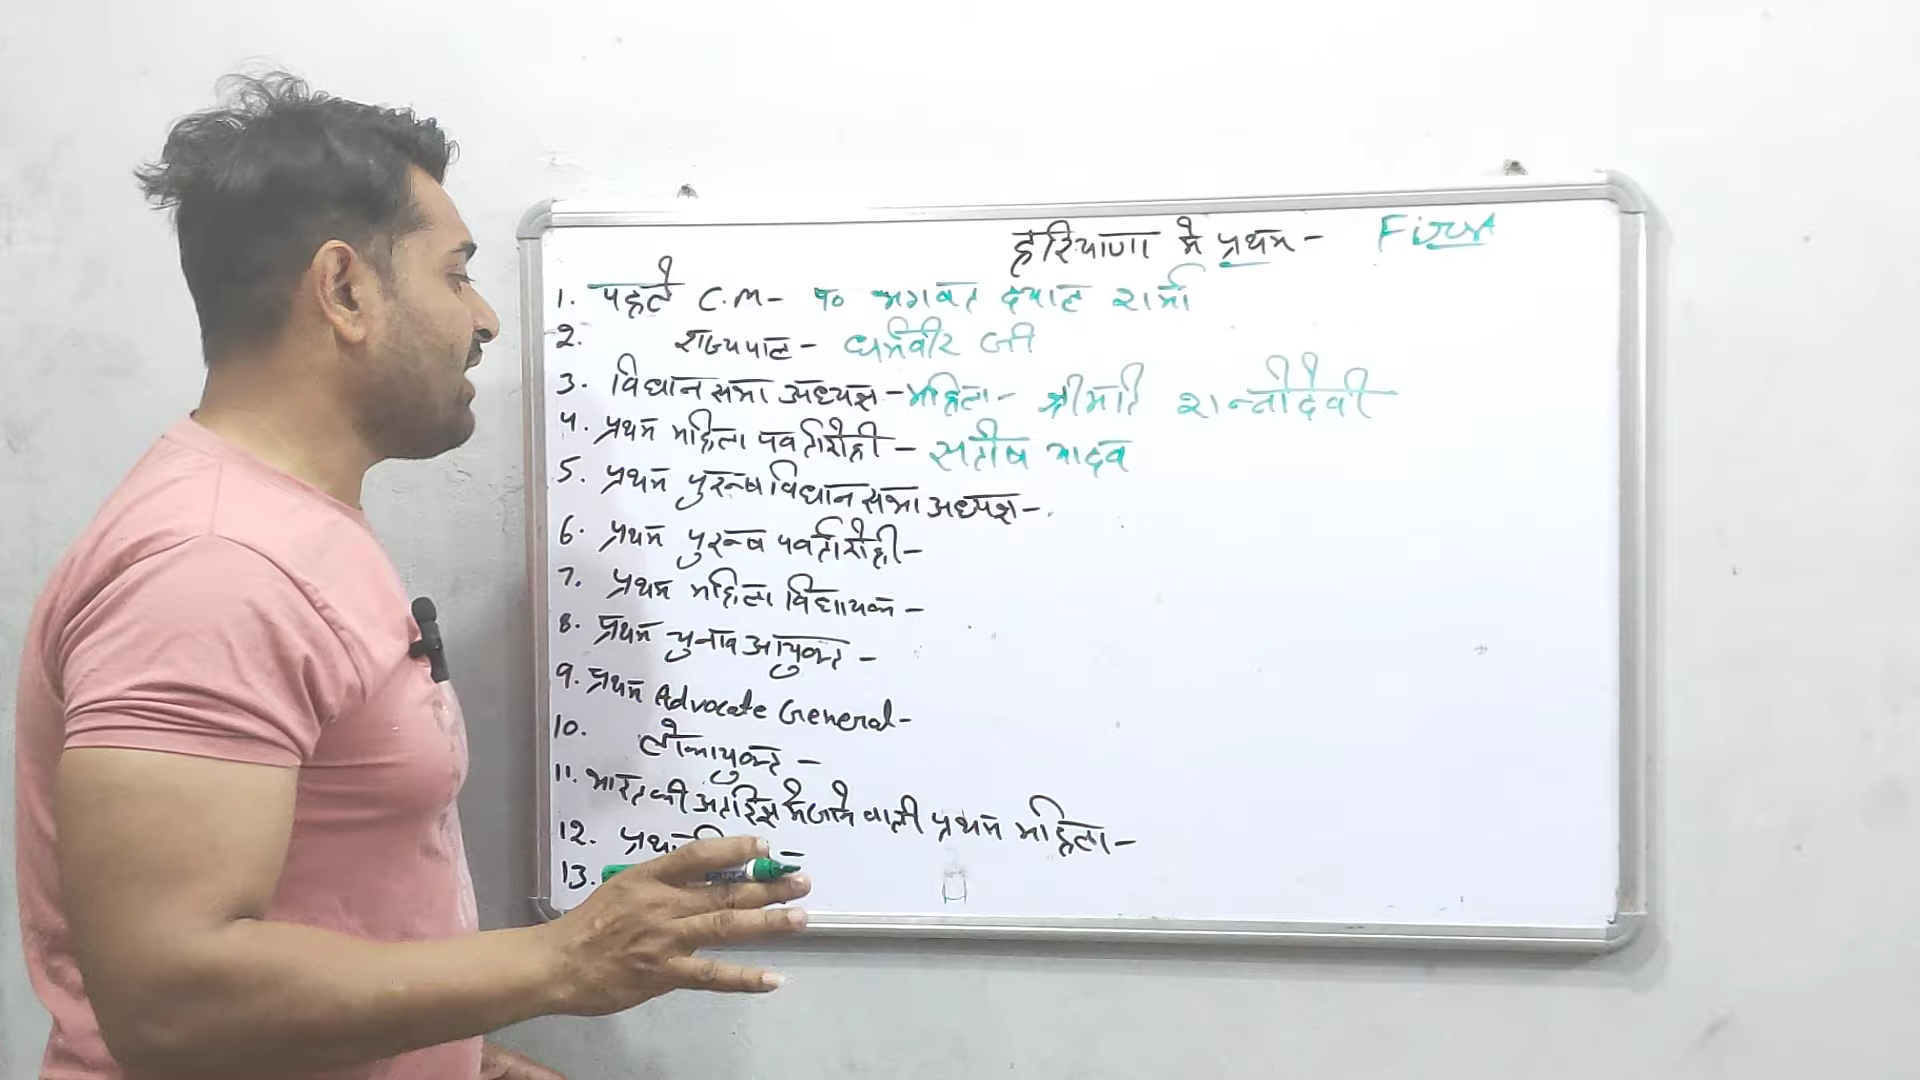 हरियाणा मे प्रथम - First
1. पहले C.M - पं० भगवत दयाल शर्मा
2. राज्यपाल - धर्मवीर जी
3. विधान सभा अध्यक्ष - महिला - श्रीमति शन्नोदेवी
4. प्रथम महिला पर्वतारोही - संतोष यादव
5. प्रथम पुरुष विधान सभा अध्यक्ष -
6. प्रथम पुरुष पर्वतारोही -
7. प्रथम महिला विधायक -
8. प्रथम चुनाव आयुक्त -
9. प्रथम Advocate General -
10. लोकायुक्त -
11. भारत की अतंरिक्ष मे जाने वाली प्रथम महिला -
12. -
13.